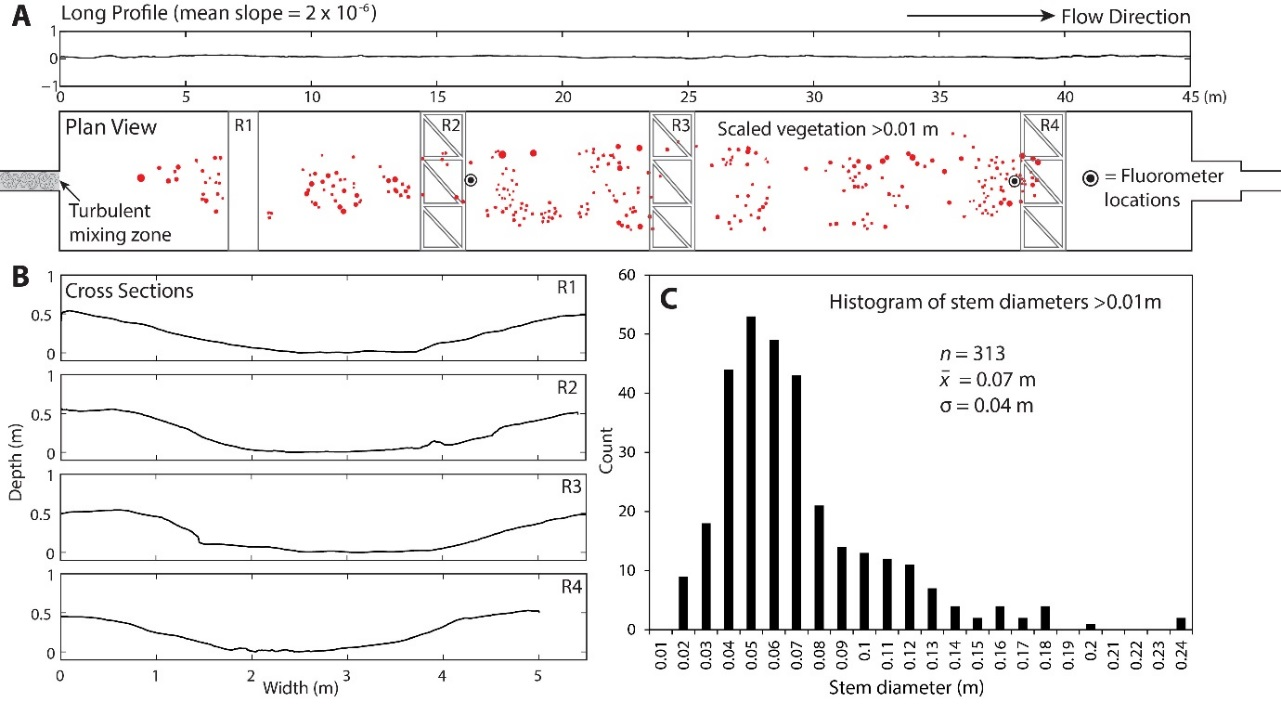 A
Long Profile (mean slope = 2 x 10⁻⁶)
Flow Direction
1
0
−1
0 5 10 15 20 25 30 35 40 45 (m)
Plan View
R1
R2
R3
Scaled vegetation >0.01 m
R4
Turbulent
mixing zone
= Fluorometer
locations
B
Cross Sections
R1
1
0.5
0
R2
1
0.5
0
R3
1
0.5
0
R4
1
0.5
0
0 1 2 3 4 5
Depth (m)
Width (m)
C
Histogram of stem diameters >0.01m
n = 313
x̄ = 0.07 m
σ = 0.04 m
60
50
40
30
20
10
0
Count
0.01 0.02 0.03 0.04 0.05 0.06 0.07 0.08 0.09 0.1 0.11 0.12 0.13 0.14 0.15 0.16 0.17 0.18 0.19 0.2 0.21 0.22 0.23 0.24
Stem diameter (m)